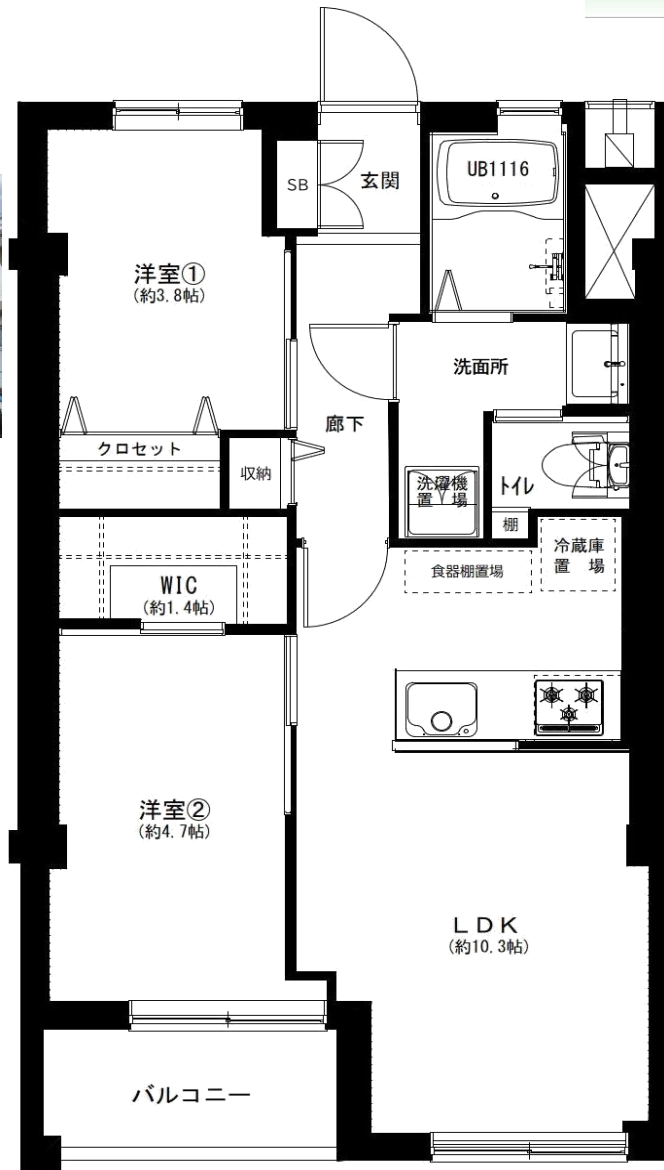 UB1116
SB
玄関
洋室①
(約3.8帖)
洗面所
廊下
クロセット
収納
洗濯機
置場
トイレ
棚
冷蔵庫
置場
食器棚置場
WIC
(約1.4帖)
洋室②
(約4.7帖)
LDK
(約10.3帖)
バルコニー